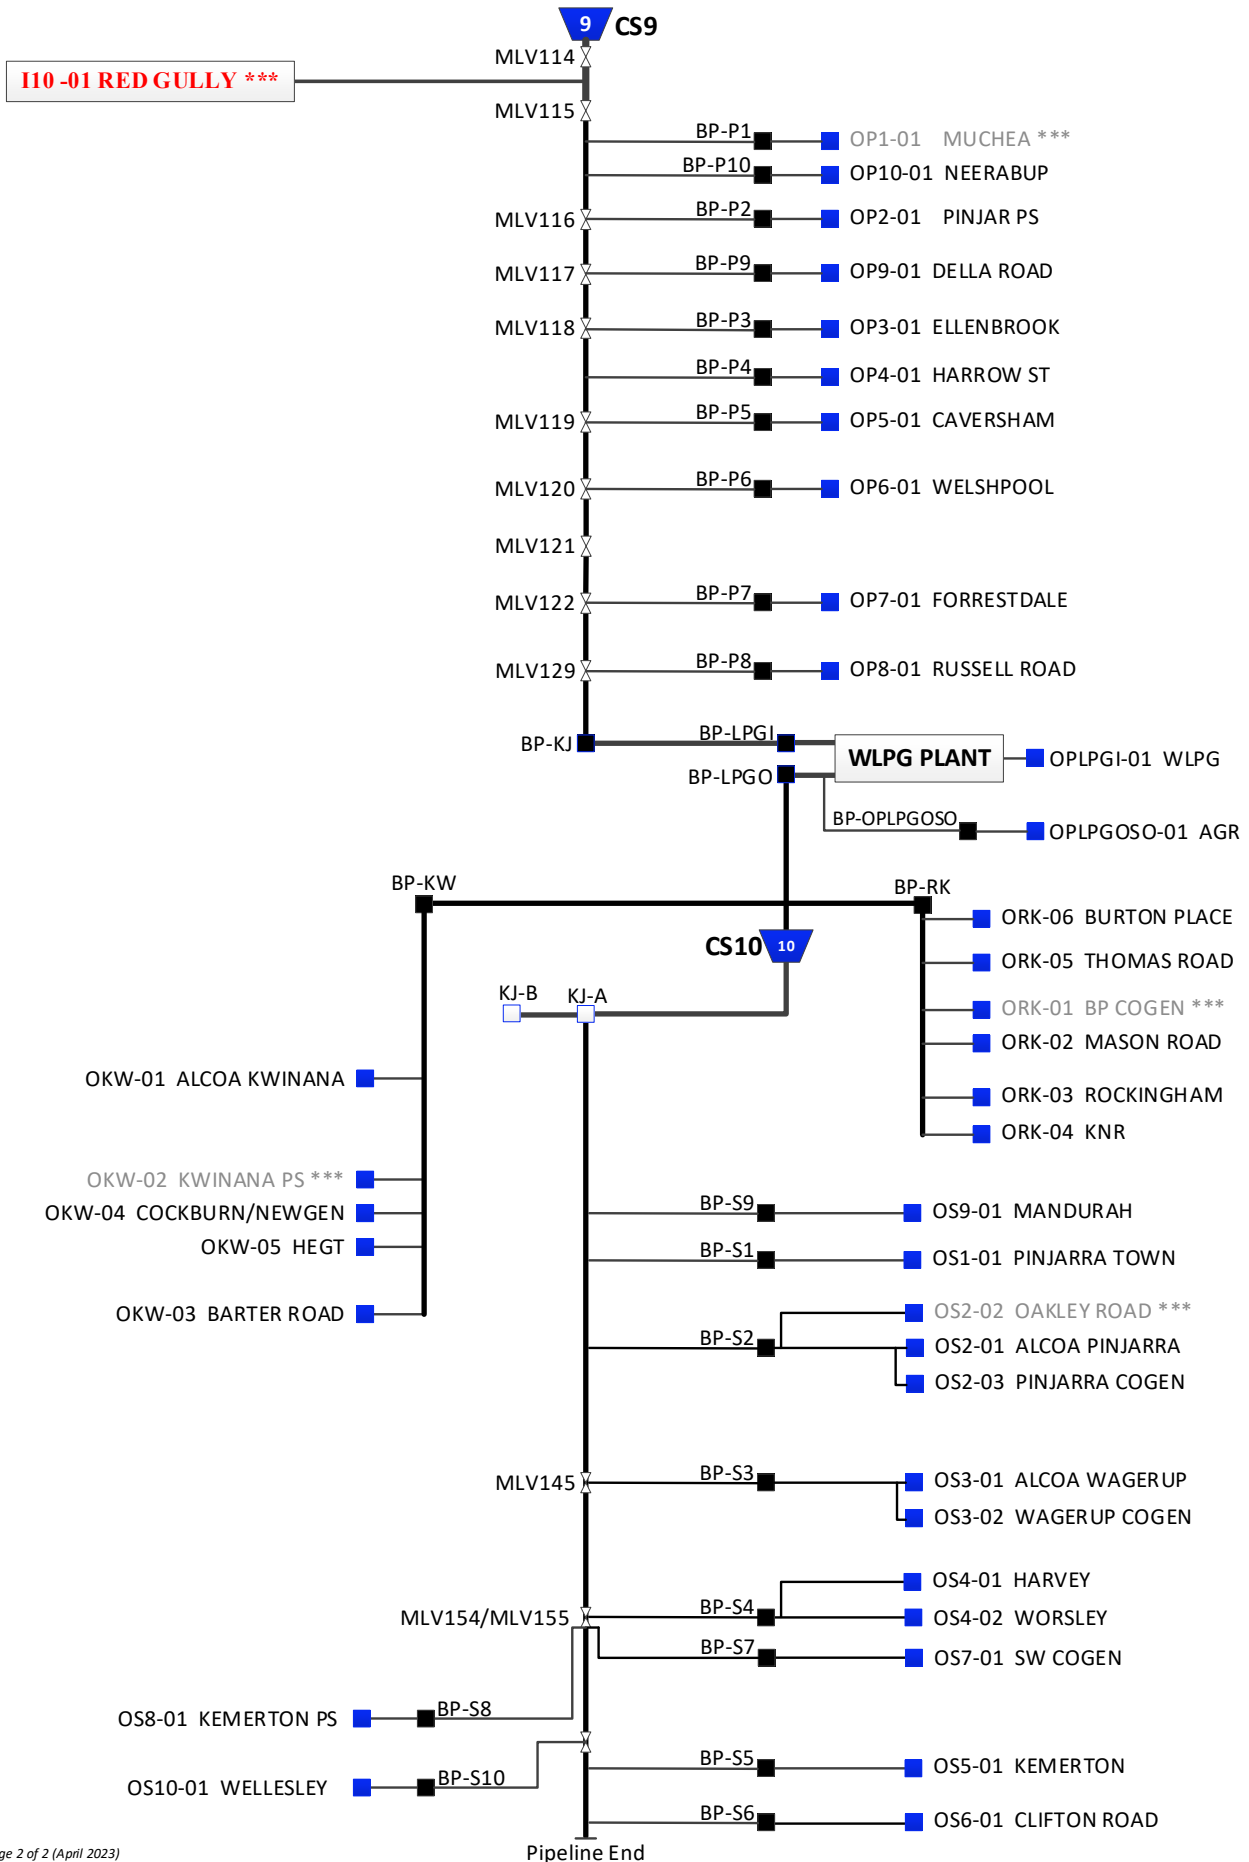 9 CS9
MLV114
I10 -01 RED GULLY ***
MLV115
BP-P1 OP1-01 MUCHEA ***
BP-P10 OP10-01 NEERABUP
MLV116 BP-P2 OP2-01 PINJAR PS
MLV117 BP-P9 OP9-01 DELLA ROAD
MLV118 BP-P3 OP3-01 ELLENBROOK
BP-P4 OP4-01 HARROW ST
MLV119 BP-P5 OP5-01 CAVERSHAM
MLV120 BP-P6 OP6-01 WELSHPOOL
MLV121
MLV122 BP-P7 OP7-01 FORRESTDALE
MLV129 BP-P8 OP8-01 RUSSELL ROAD
BP-KJ BP-LPGI
WLPG PLANT OPLPGI-01 WLPG
BP-LPGO
BP-OPLPGOSO OPLPGOSO-01 AGR
BP-KW BP-RK
ORK-06 BURTON PLACE
CS10 10
ORK-05 THOMAS ROAD
KJ-B KJ-A
ORK-01 BP COGEN ***
ORK-02 MASON ROAD
OKW-01 ALCOA KWINANA
ORK-03 ROCKINGHAM
ORK-04 KNR
OKW-02 KWINANA PS ***
OKW-04 COCKBURN/NEWGEN
BP-S9 OS9-01 MANDURAH
OKW-05 HEGT
BP-S1 OS1-01 PINJARRA TOWN
OKW-03 BARTER ROAD
OS2-02 OAKLEY ROAD ***
BP-S2 OS2-01 ALCOA PINJARRA
OS2-03 PINJARRA COGEN
MLV145 BP-S3 OS3-01 ALCOA WAGERUP
OS3-02 WAGERUP COGEN
OS4-01 HARVEY
MLV154/MLV155 BP-S4 OS4-02 WORSLEY
BP-S7 OS7-01 SW COGEN
OS8-01 KEMERTON PS BP-S8
BP-S5 OS5-01 KEMERTON
OS10-01 WELLESLEY BP-S10
BP-S6 OS6-01 CLIFTON ROAD
Pipeline End
ge 2 of 2 (April 2023)